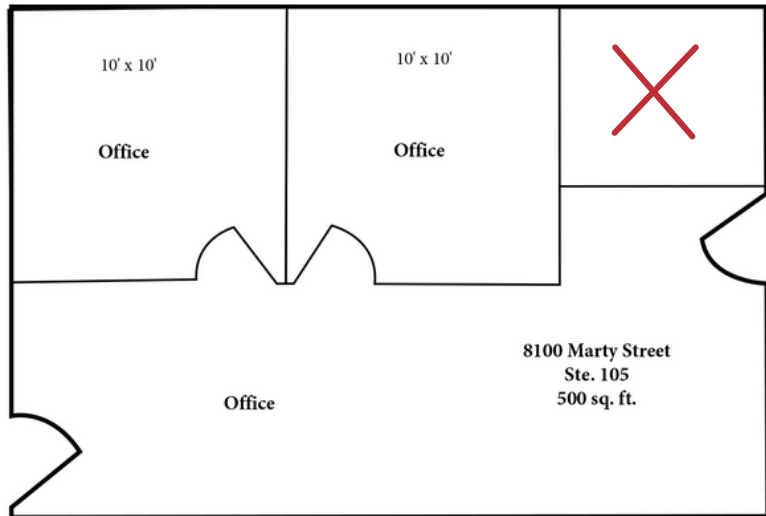 10' x 10'
10' x 10'
Office
Office
8100 Marty Street
Ste. 105
500 sq. ft.
Office